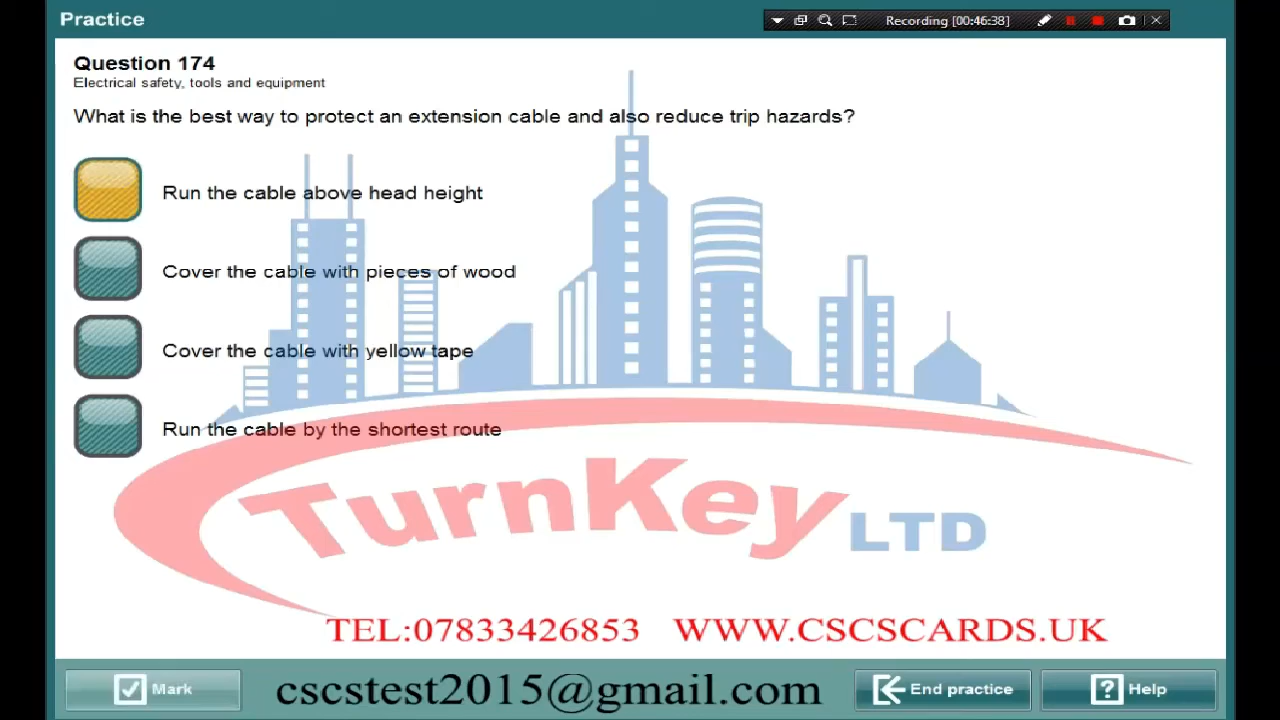 Practice
Recording [00:46:38]
Question 174
Electrical safety, tools and equipment
What is the best way to protect an extension cable and also reduce trip hazards?
Run the cable above head height
Cover the cable with pieces of wood
Cover the cable with yellow tape
Run the cable by the shortest route
TurnKey LTD
TEL:07833426853 WWW.CSCSCARDS.UK
Mark
cscstest2015@gmail.com
End practice
? Help